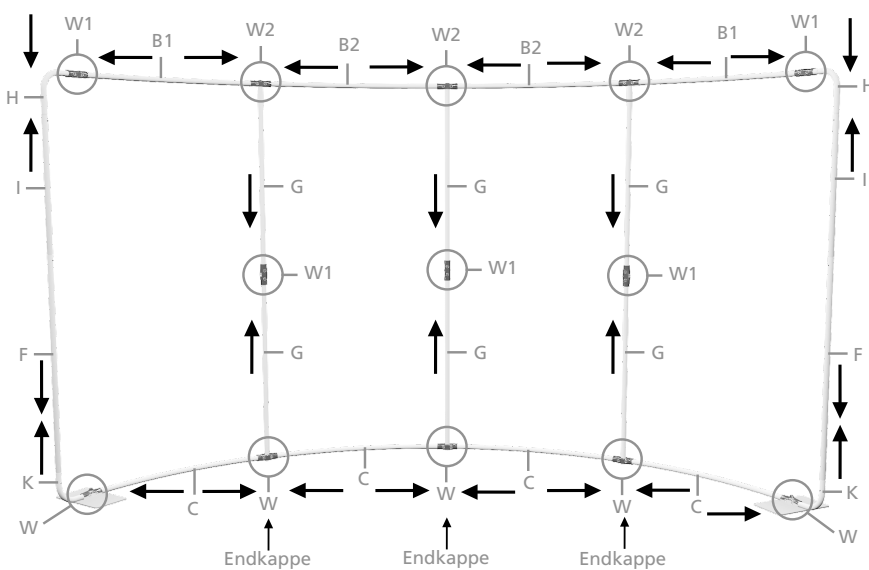 W1 B1 W2 B2 W2 B2 W2 B1 W1
H H
I G G G I
W1 W1 W1
F G G G F
K C C K
W C W W W C W
Endkappe Endkappe Endkappe